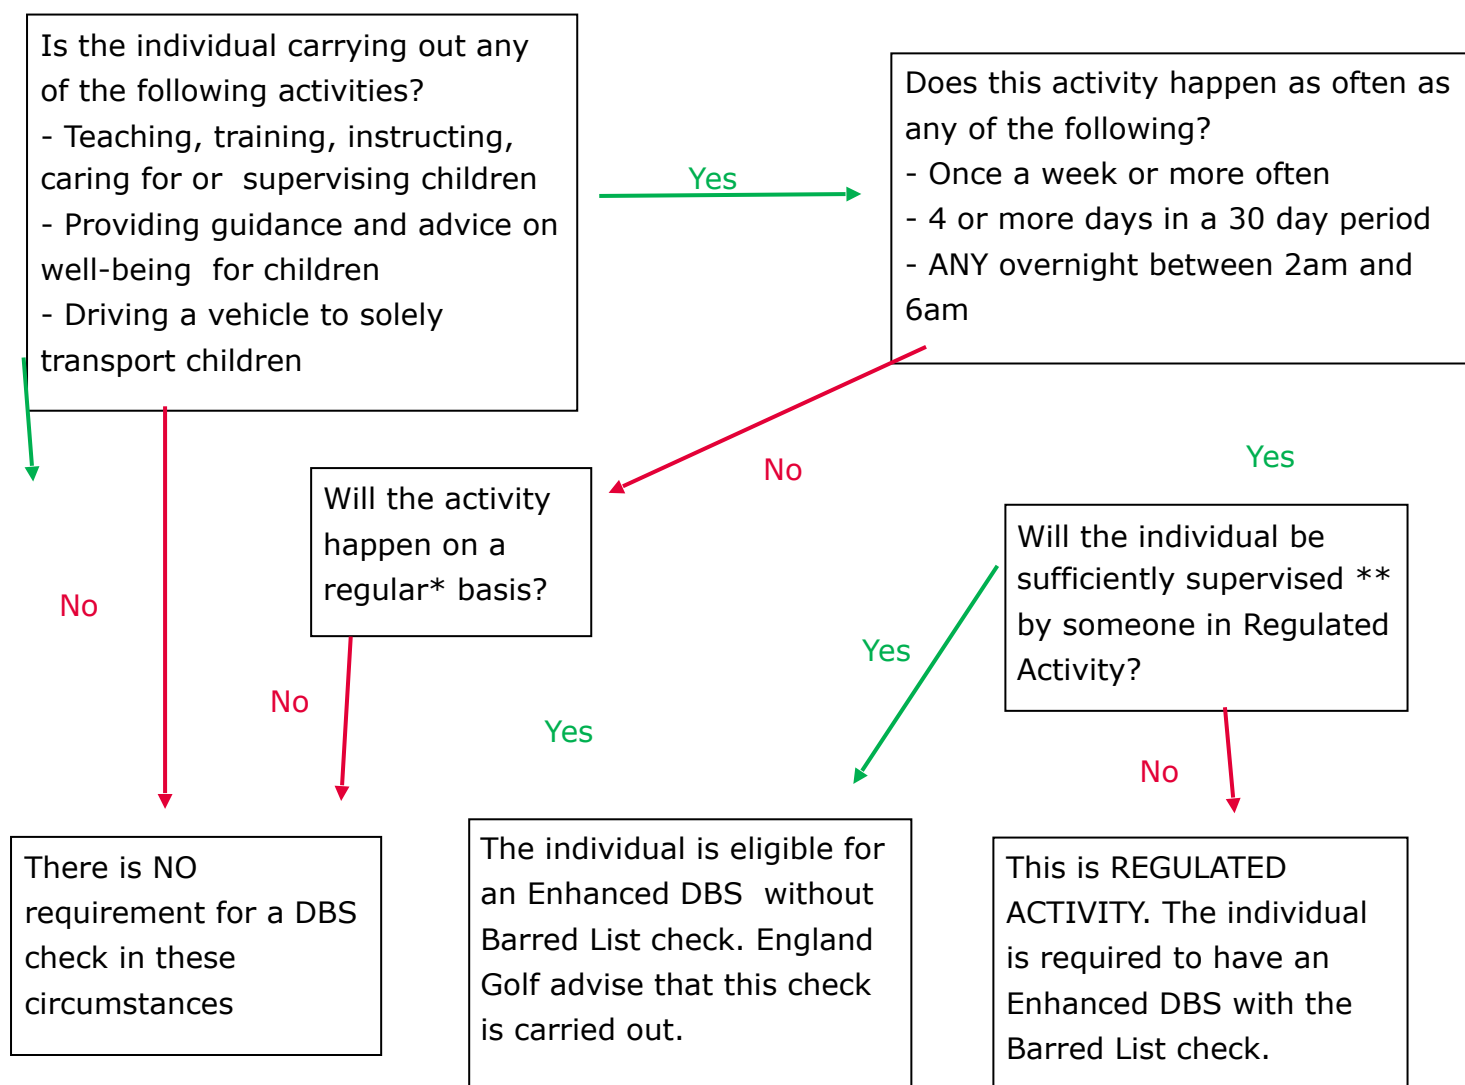 Is the individual carrying out any
of the following activities?
- Teaching, training, instructing,
caring for or supervising children
- Providing guidance and advice on
well-being for children
- Driving a vehicle to solely
transport children
Yes
Does this activity happen as often as
any of the following?
- Once a week or more often
- 4 or more days in a 30 day period
- ANY overnight between 2am and
6am
No
Yes
Will the activity
happen on a
regular* basis?
Will the individual be
sufficiently supervised **
by someone in Regulated
Activity?
No
No
Yes
Yes
No
There is NO
requirement for a DBS
check in these
circumstances
The individual is eligible for
an Enhanced DBS without
Barred List check. England
Golf advise that this check
is carried out.
This is REGULATED
ACTIVITY. The individual
is required to have an
Enhanced DBS with the
Barred List check.